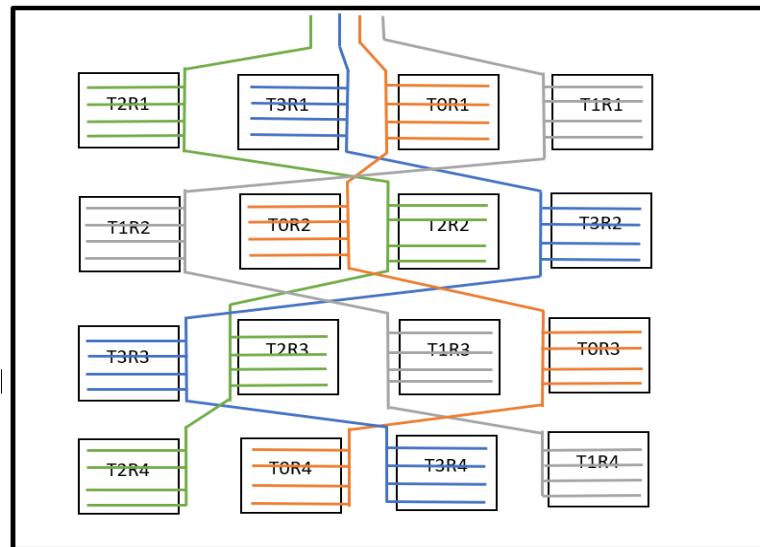 T2R1 T3R1 T0R1 T1R1
T1R2 T0R2 T2R2 T3R2
T3R3 T2R3 T1R3 T0R3
T2R4 T0R4 T3R4 T1R4